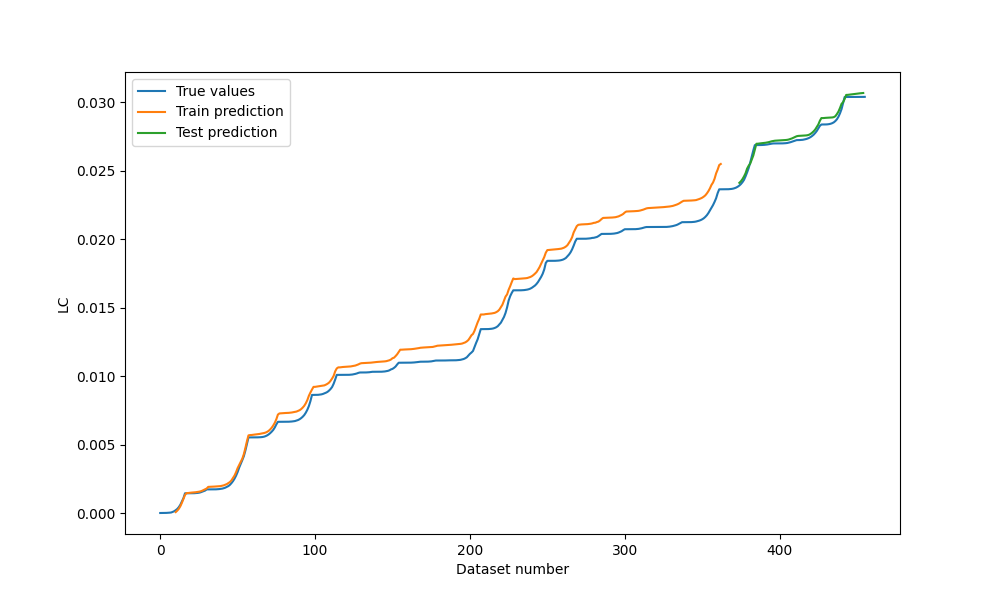 True values
Train prediction
Test prediction
0.030
0.025
0.020
0.015
0.010
0.005
0.000
LC
0
100
200
300
400
Dataset number